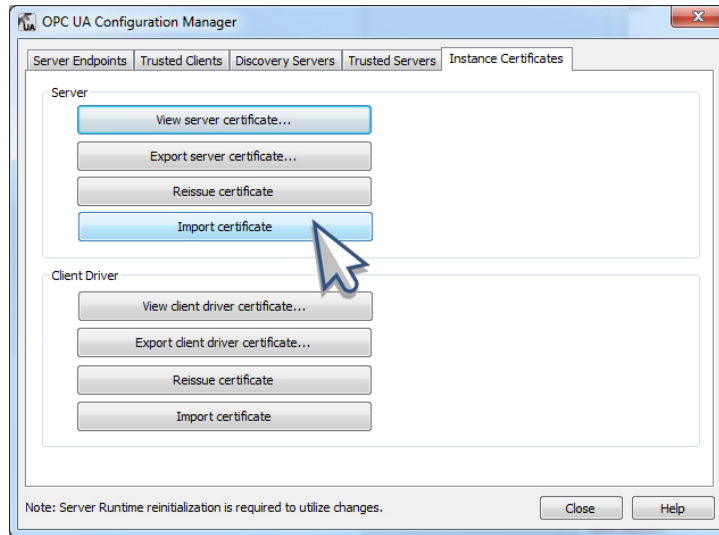 OPC UA Configuration Manager
Server Endpoints Trusted Clients Discovery Servers Trusted Servers Instance Certificates
Server
View server certificate...
Export server certificate...
Reissue certificate
Import certificate
Client Driver
View client driver certificate...
Export client driver certificate...
Reissue certificate
Import certificate
Note: Server Runtime reinitialization is required to utilize changes.
Close Help